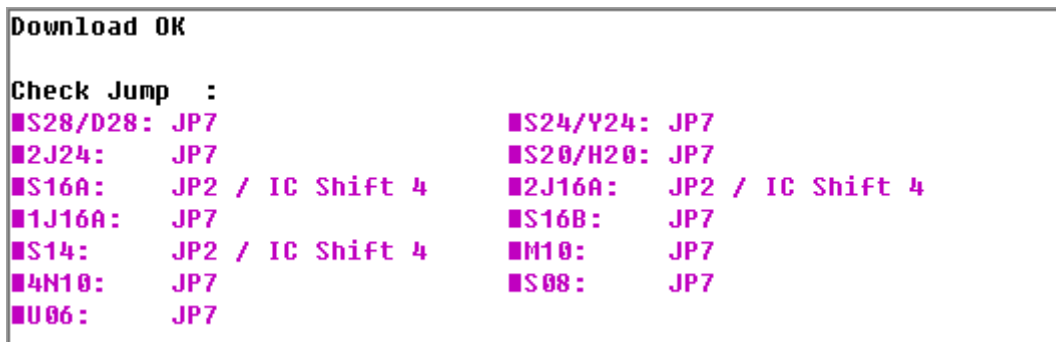 Download OK
Check Jump  :
■S28/D28: JP7 ■S24/Y24: JP7
■2J24: JP7 ■S20/H20: JP7
■S16A: JP2 / IC Shift 4 ■2J16A: JP2 / IC Shift 4
■1J16A: JP7 ■S16B: JP7
■S14: JP2 / IC Shift 4 ■M10: JP7
■4N10: JP7 ■S08: JP7
■U06: JP7